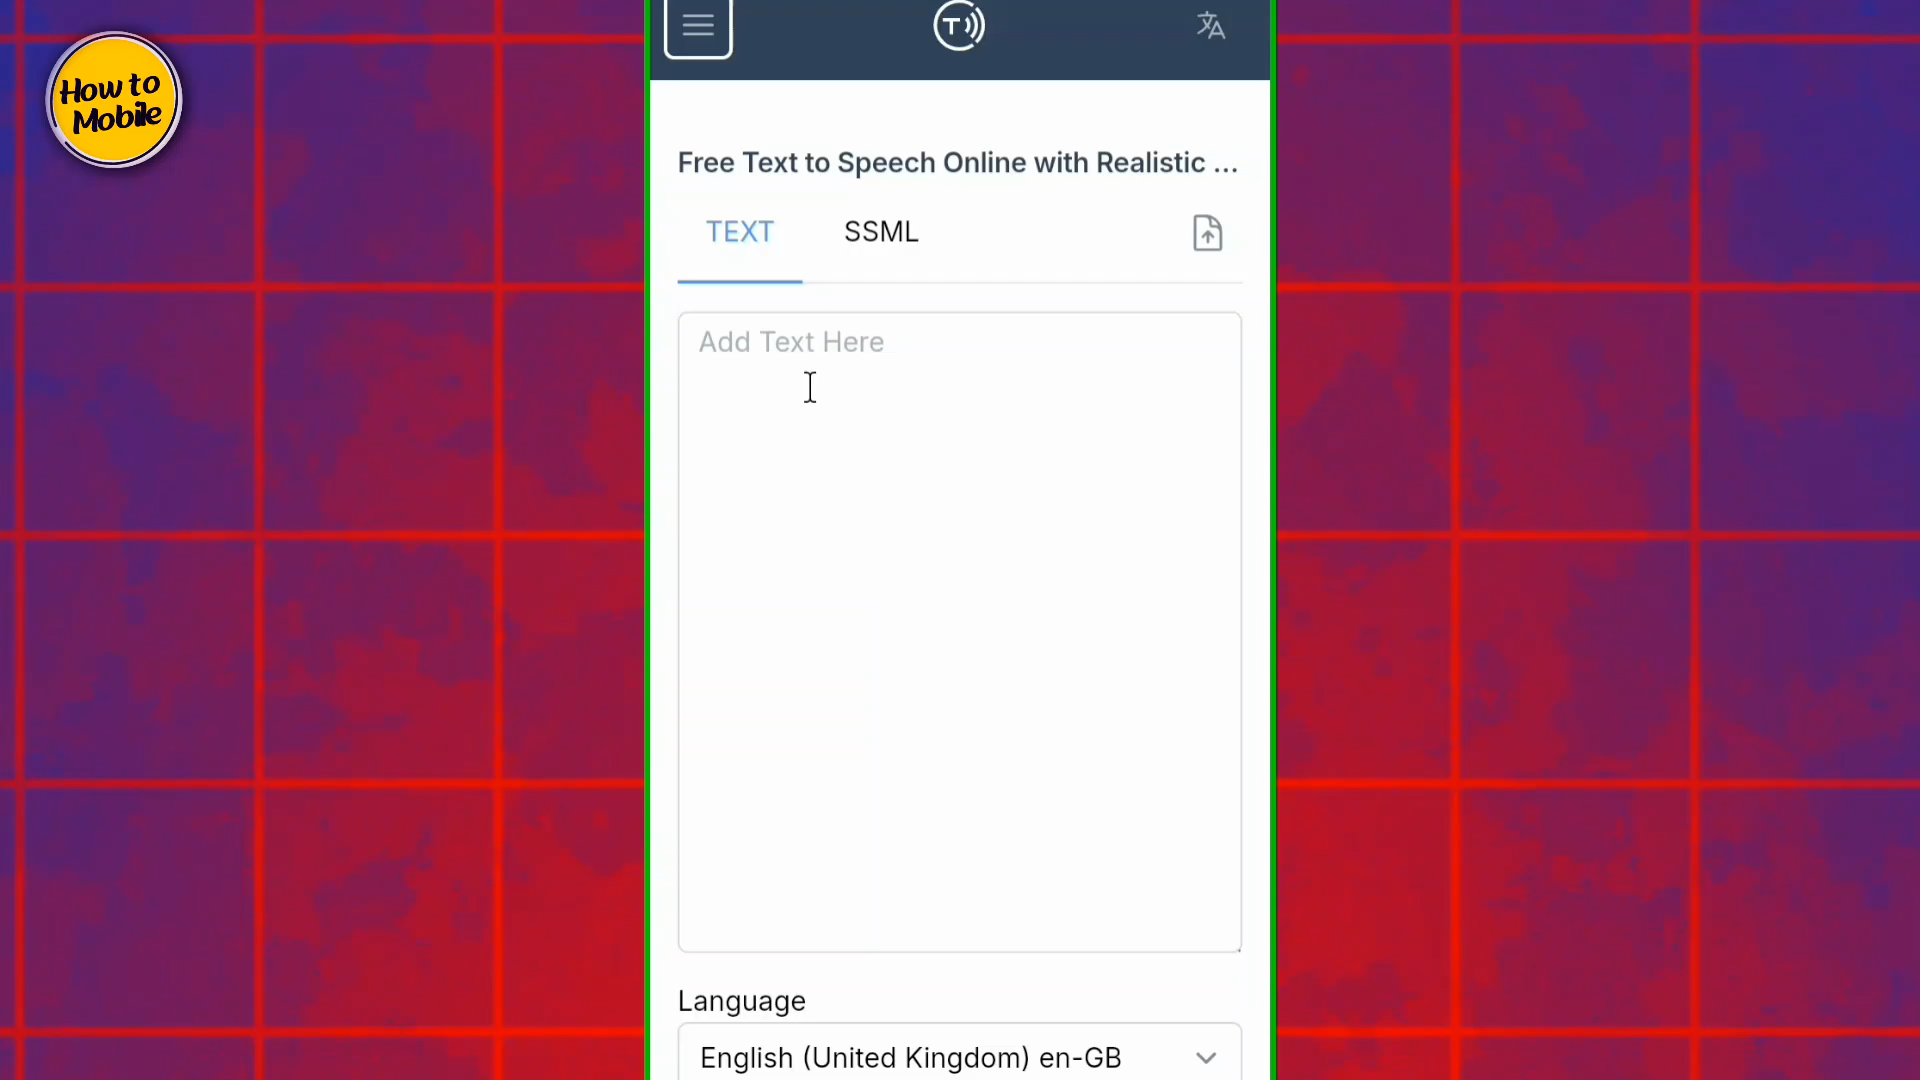 How to
Mobile
T
Free Text to Speech Online with Realistic ...
TEXT
SSML
Add Text Here
Language
English (United Kingdom) en-GB